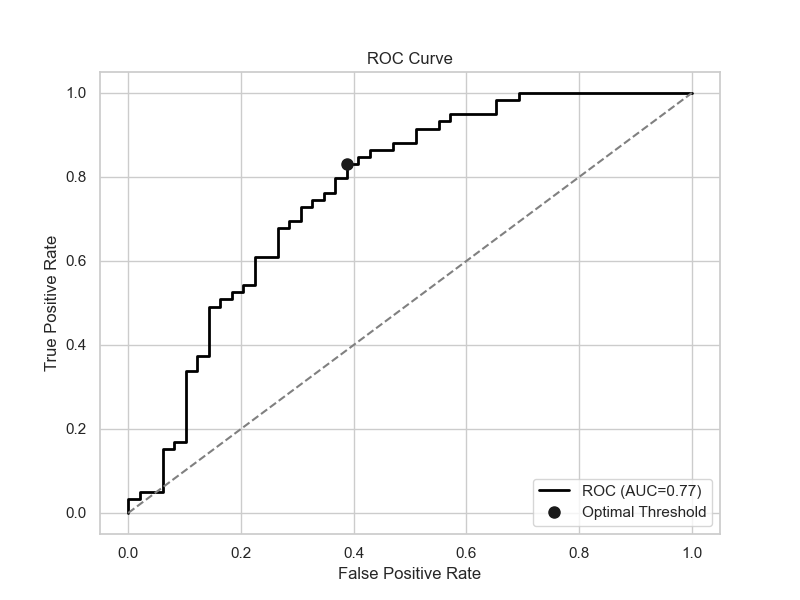 ROC Curve
1.0
0.8
0.6
0.4
0.2
0.0
True Positive Rate
0.0 0.2 0.4 0.6 0.8 1.0
False Positive Rate
ROC (AUC=0.77)
Optimal Threshold